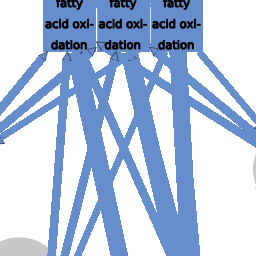 fatty fatty fatty
acid oxi- acid oxi- acid oxi-
dation dation dation